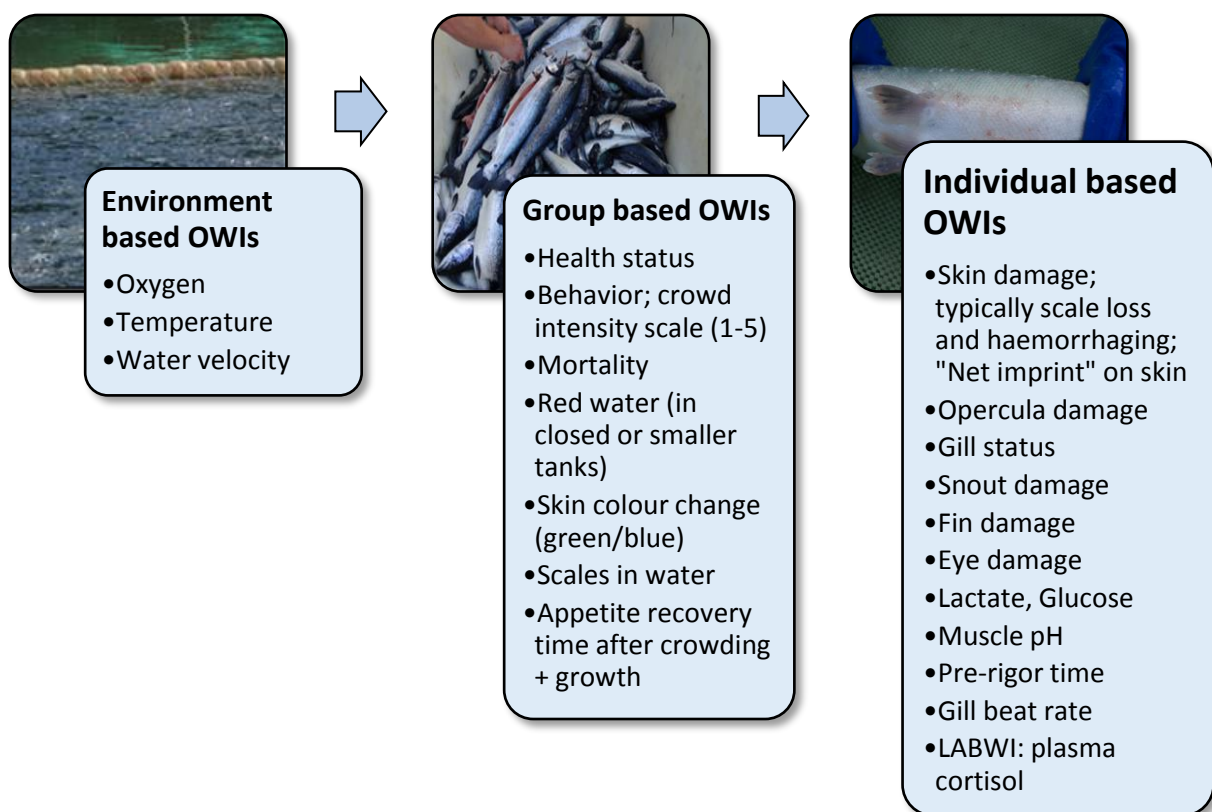 Environment
based OWIs
•Oxygen
•Temperature
•Water velocity
Group based OWIs
•Health status
•Behavior; crowd
intensity scale (1-5)
•Mortality
•Red water (in
closed or smaller
tanks)
•Skin colour change
(green/blue)
•Scales in water
•Appetite recovery
time after crowding
+ growth
Individual based
OWIs
•Skin damage;
typically scale loss
and haemorrhaging;
"Net imprint" on skin
•Opercula damage
•Gill status
•Snout damage
•Fin damage
•Eye damage
•Lactate, Glucose
•Muscle pH
•Pre-rigor time
•Gill beat rate
•LABWI: plasma
cortisol